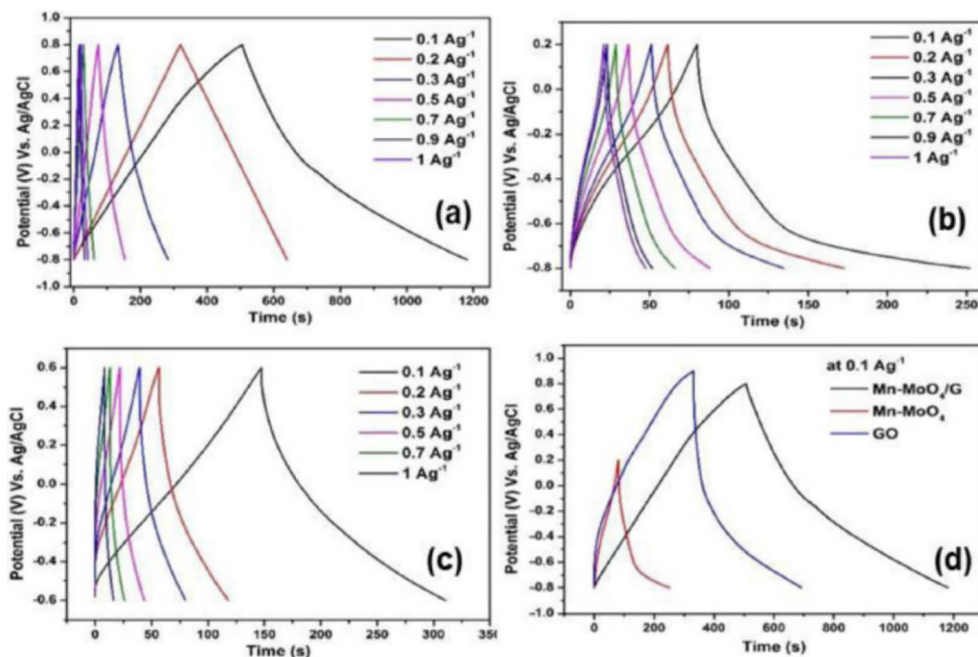 1.0
0.8
0.6
0.4
0.2
0.0
-0.2
-0.4
-0.6
-0.8
-1.0
Potential (V) Vs. Ag/AgCl
0.1 Ag⁻¹
0.2 Ag⁻¹
0.3 Ag⁻¹
0.5 Ag⁻¹
0.7 Ag⁻¹
0.9 Ag⁻¹
1 Ag⁻¹
(a)
0 200 400 600 800 1000 1200
Time (s)
0.4
0.2
0.0
-0.2
-0.4
-0.6
-0.8
Potential (V) Vs. Ag/AgCl
0.1 Ag⁻¹
0.2 Ag⁻¹
0.3 Ag⁻¹
0.5 Ag⁻¹
0.7 Ag⁻¹
0.9 Ag⁻¹
1 Ag⁻¹
(b)
0 50 100 150 200 250
Time (s)
0.6
0.4
0.2
0.0
-0.2
-0.4
-0.6
Potential (V) Vs. Ag/AgCl
0.1 Ag⁻¹
0.2 Ag⁻¹
0.3 Ag⁻¹
0.5 Ag⁻¹
0.7 Ag⁻¹
1 Ag⁻¹
(c)
0 50 100 150 200 250 300 350
Time (s)
1.0
0.8
0.6
0.4
0.2
0.0
-0.2
-0.4
-0.6
-0.8
-1.0
Potential (V) Vs. Ag/AgCl
at 0.1 Ag⁻¹
Mn-MoO₄/G
Mn-MoO₄
GO
(d)
0 200 400 600 800 1000 1200
Time (s)